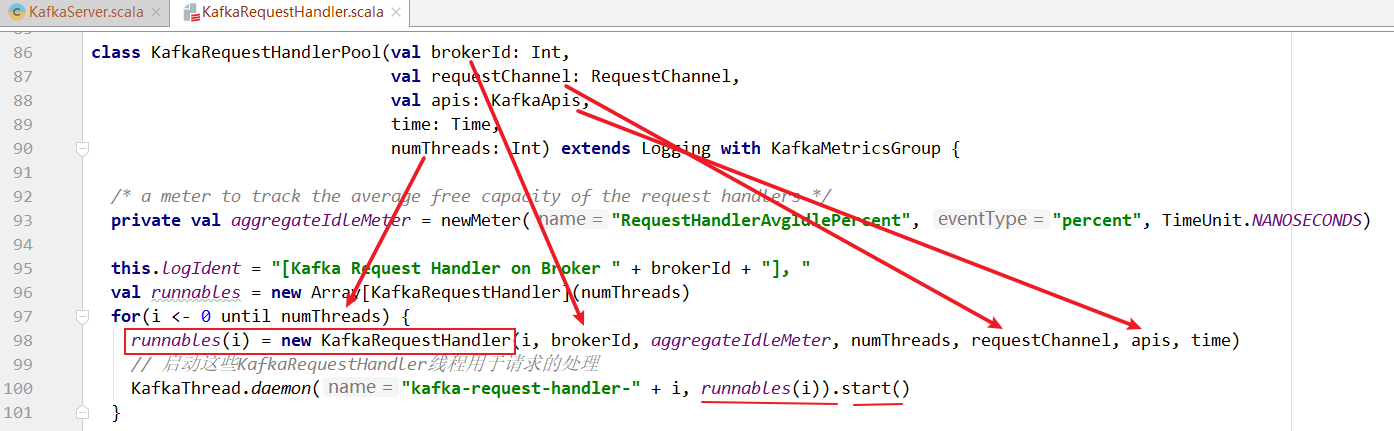 KafkaServer.scala × KafkaRequestHandler.scala ×
86 class KafkaRequestHandlerPool(val brokerId: Int,
87 val requestChannel: RequestChannel,
88 val apis: KafkaApis,
89 time: Time,
90 numThreads: Int) extends Logging with KafkaMetricsGroup {
91
92 /* a meter to track the average free capacity of the request handlers */
93 private val aggregateIdleMeter = newMeter( name = "RequestHandlerAvgIdlePercent", eventType = "percent", TimeUnit.NANOSECONDS)
94
95 this.logIdent = "[Kafka Request Handler on Broker " + brokerId + "], "
96 val runnables = new Array[KafkaRequestHandler](numThreads)
97 for(i <- 0 until numThreads) {
98 runnables(i) = new KafkaRequestHandler(i, brokerId, aggregateIdleMeter, numThreads, requestChannel, apis, time)
99 // 启动这些KafkaRequestHandler线程用于请求的处理
100 KafkaThread.daemon( name = "kafka-request-handler-" + i, runnables(i)).start()
101 }